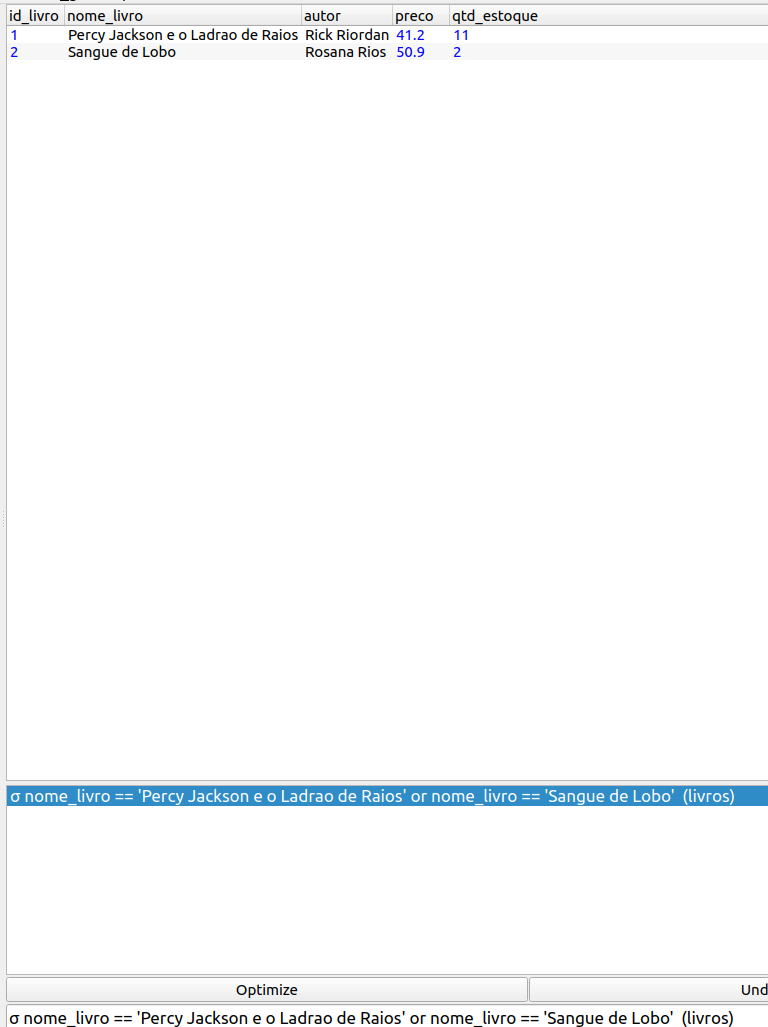 id_livro nome_livro autor preco qtd_estoque
1 Percy Jackson e o Ladrao de Raios Rick Riordan 41.2 11
2 Sangue de Lobo Rosana Rios 50.9 2
σ nome_livro == 'Percy Jackson e o Ladrao de Raios' or nome_livro == 'Sangue de Lobo' (livros)
Optimize Und
σ nome_livro == 'Percy Jackson e o Ladrao de Raios' or nome_livro == 'Sangue de Lobo' (livros)